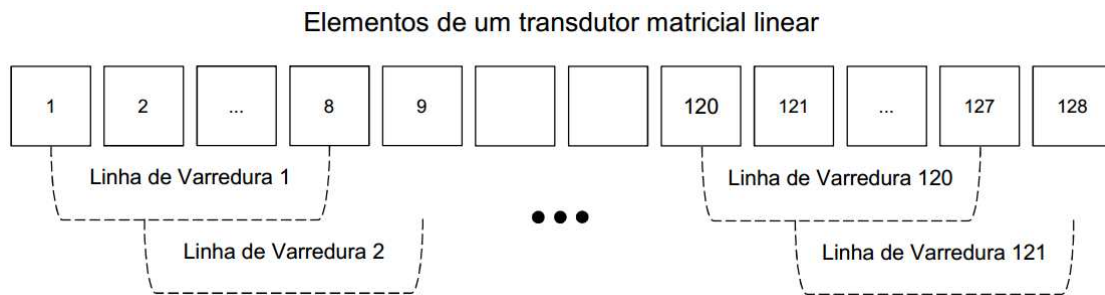 Elementos de um transdutor matricial linear
1 2 ... 8 9 120 121 ... 127 128
Linha de Varredura 1 Linha de Varredura 120
Linha de Varredura 2 Linha de Varredura 121